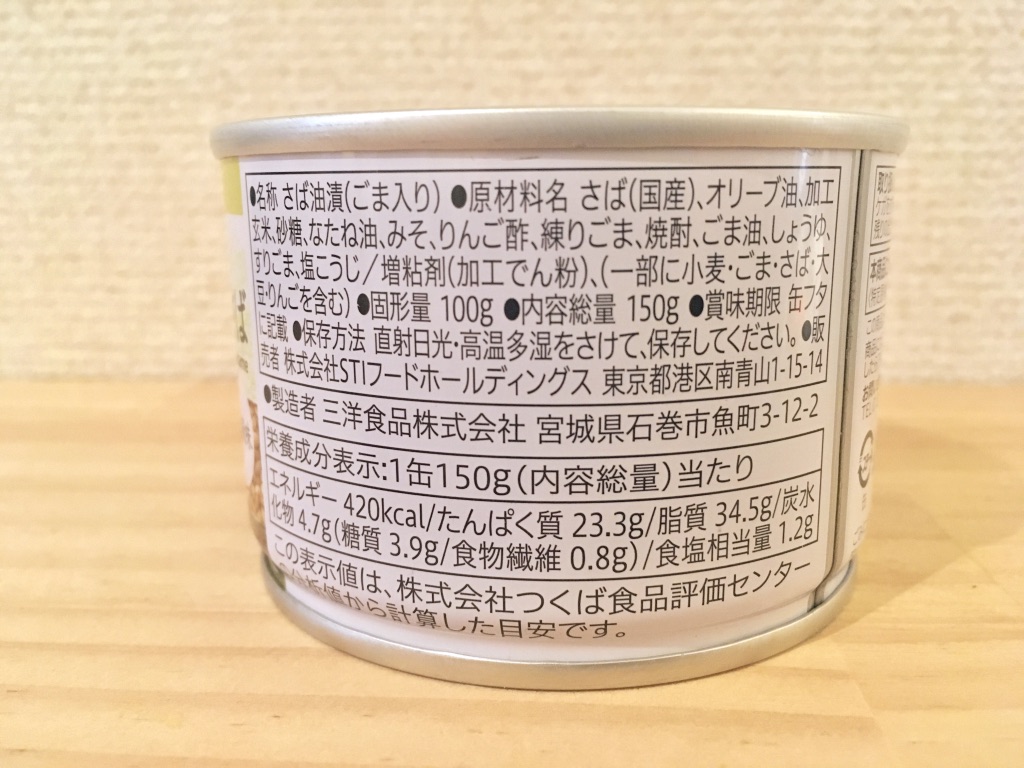 ●名称 さば油漬(ごま入り) ●原材料名 さば(国産)、オリーブ油、加工
玄米、砂糖、なたね油、みそ、りんご酢、練りごま、焼酎、ごま油、しょうゆ、
すりごま、塩こうじ/増粘剤(加工でん粉)、(一部に小麦・ごま・さば・大
豆・りんごを含む) ●固形量 100g ●内容総量 150g ●賞味期限 缶フタ
に記載 ●保存方法 直射日光・高温多湿をさけて、保存してください。 ●販
売者 株式会社STIフードホールディングス 東京都港区南青山1-15-14
●製造者 三洋食品株式会社 宮城県石巻市魚町3-12-2
栄養成分表示:1缶150g(内容総量)当たり
エネルギー 420kcal/たんぱく質 23.3g/脂質 34.5g/炭水
化物 4.7g(糖質 3.9g/食物繊維 0.8g)/食塩相当量 1.2g
この表示値は、株式会社つくば食品評価センター
分析値から計算した目安です。
ば